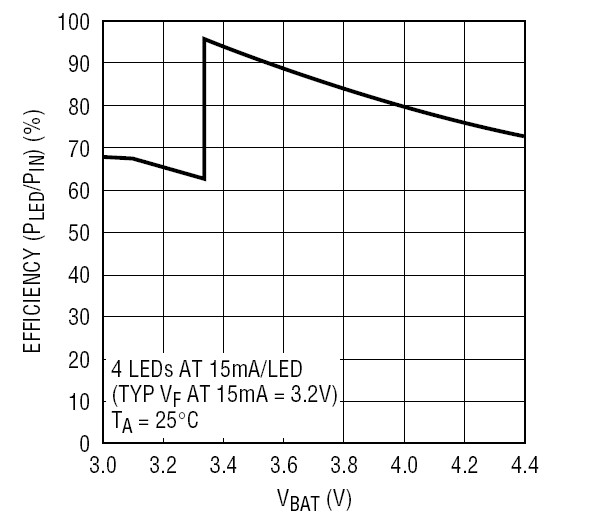 EFFICIENCY (PLED/PIN) (%)
100
90
80
70
60
50
40
30
20
10
0
4 LEDs AT 15mA/LED
(TYP VF AT 15mA = 3.2V)
TA = 25°C
3.0 3.2 3.4 3.6 3.8 4.0 4.2 4.4
VBAT (V)